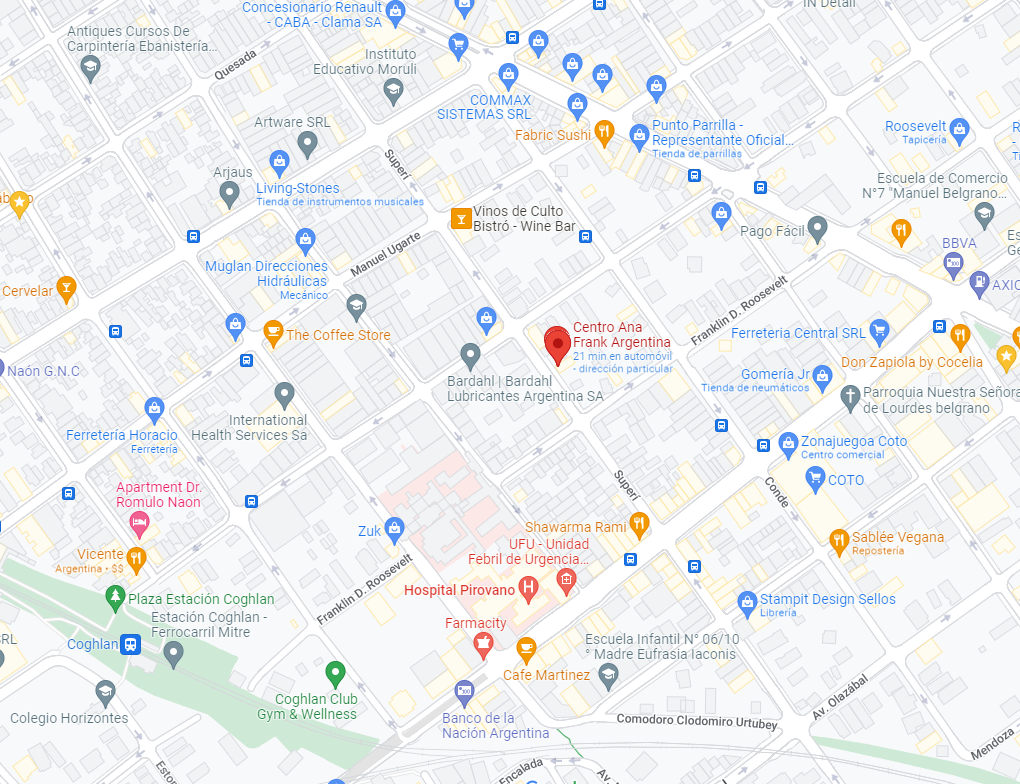 Concesionario Renault
- CABA - Clama SA
IN Detail
Antiques Cursos De
Carpintería Ebanistería...
Quesada
Instituto
Educativo Moruli
COMMAX
SISTEMAS SRL
Artware SRL
Fabric Sushi
Punto Parrilla -
Representante Oficial...
Tienda de parrillas
Roosevelt
Tapicería
Superí
Arjaus
Living-Stones
Tienda de instrumentos musicales
Escuela de Comercio
N°7 "Manuel Belgrano...
Vinos de Culto
Bistró - Wine Bar
Pago Fácil
Manuel Ugarte
BBVA
Muglan Direcciones
Hidráulicas
Mecánico
Cervelar
AXIO
Franklin D. Roosevelt
The Coffee Store
Centro Ana
Frank Argentina
21 min en automóvil
- dirección particular
Ferreteria Central SRL
Don Zapiola by Cocelia
Naón G.N.C
Bardahl | Bardahl
Lubricantes Argentina SA
Gomería Jr
Tienda de neumáticos
Parroquia Nuestra Señora
de Lourdes belgrano
International
Health Services Sa
Ferretería Horacio
Ferretería
Zonajuegoa Coto
Centro comercial
COTO
Superí
Conde
Apartment Dr.
Romulo Naon
Zuk
Shawarma Rami
UFU - Unidad
Febril de Urgencia...
Sáblée Vegana
Repostería
Vicente
Argentina • $$
Franklin D. Roosevelt
Hospital Pirovano
Plaza Estación Coghlan
Estación Coghlan -
Ferrocarril Mitre
Coghlan
SRL
Stampit Design Sellos
Librería
Farmacity
Escuela Infantil N° 06/10
° Madre Eufrasia Iaconis
Cafe Martinez
Coghlan Club
Gym & Wellness
Colegio Horizontes
Banco de la
Nación Argentina
Comodoro Clodomiro Urtubey
Av. Olazábal
Mendoza
Estor
Encalada
Av.